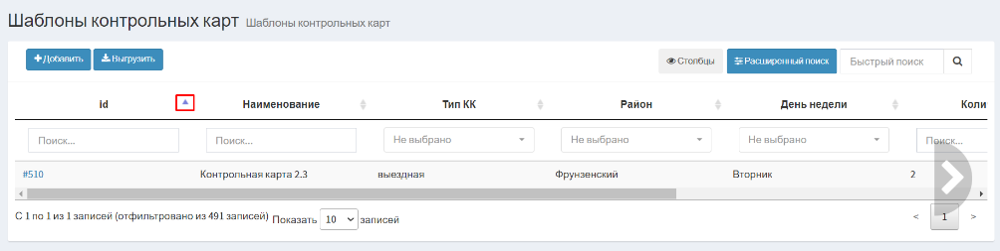 Шаблоны контрольных карт Шаблоны контрольных карт
Добавить Выгрузить Столбцы Расширенный поиск Быстрый поиск
id Наименование Тип КК Район День недели Коли
Поиск... Поиск... Не выбрано Не выбрано Не выбрано Поиск...
#510 Контрольная карта 2.3 выездная Фрунзенский Вторник 2
С 1 по 1 из 1 записей (отфильтровано из 491 записей) Показать 10 записей < 1 >